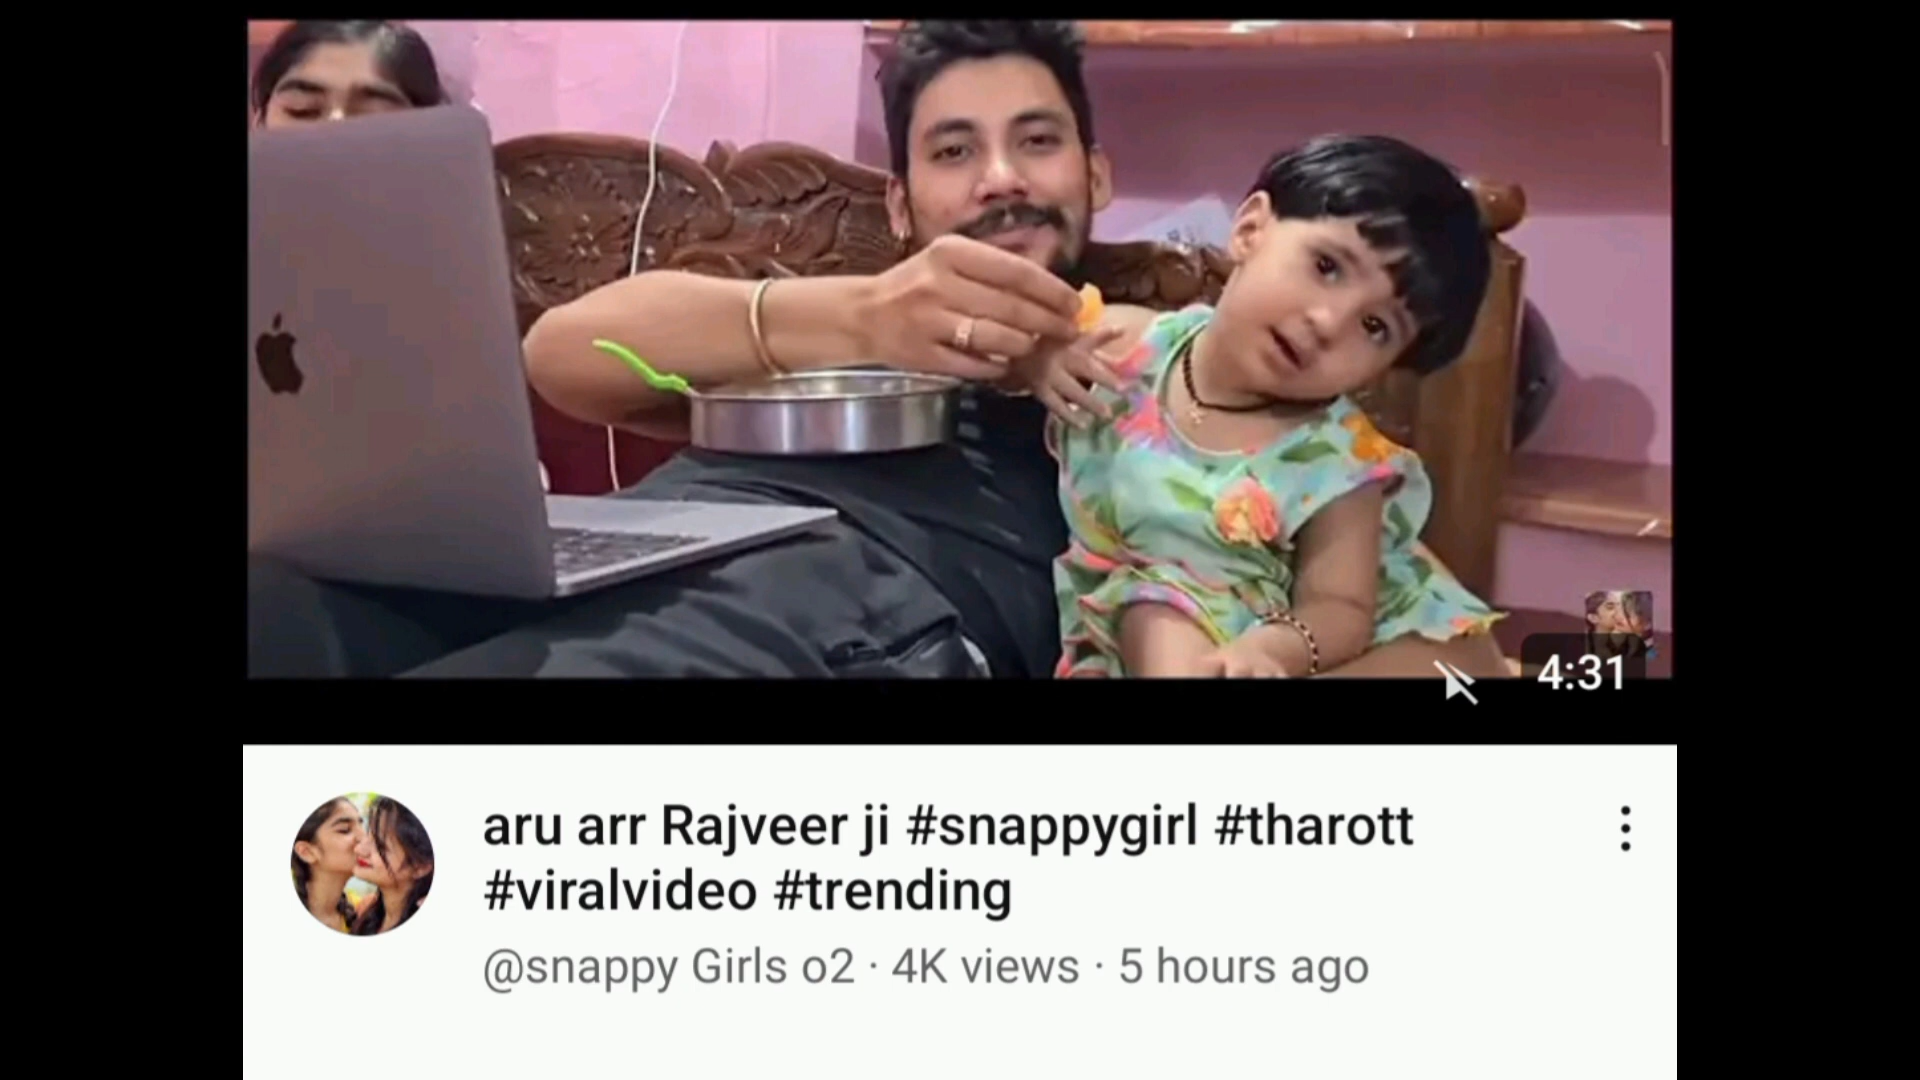 4:31
aru arr Rajveer ji #snappygirl #tharott
#viralvideo #trending
@snappy Girls o2 · 4K views · 5 hours ago